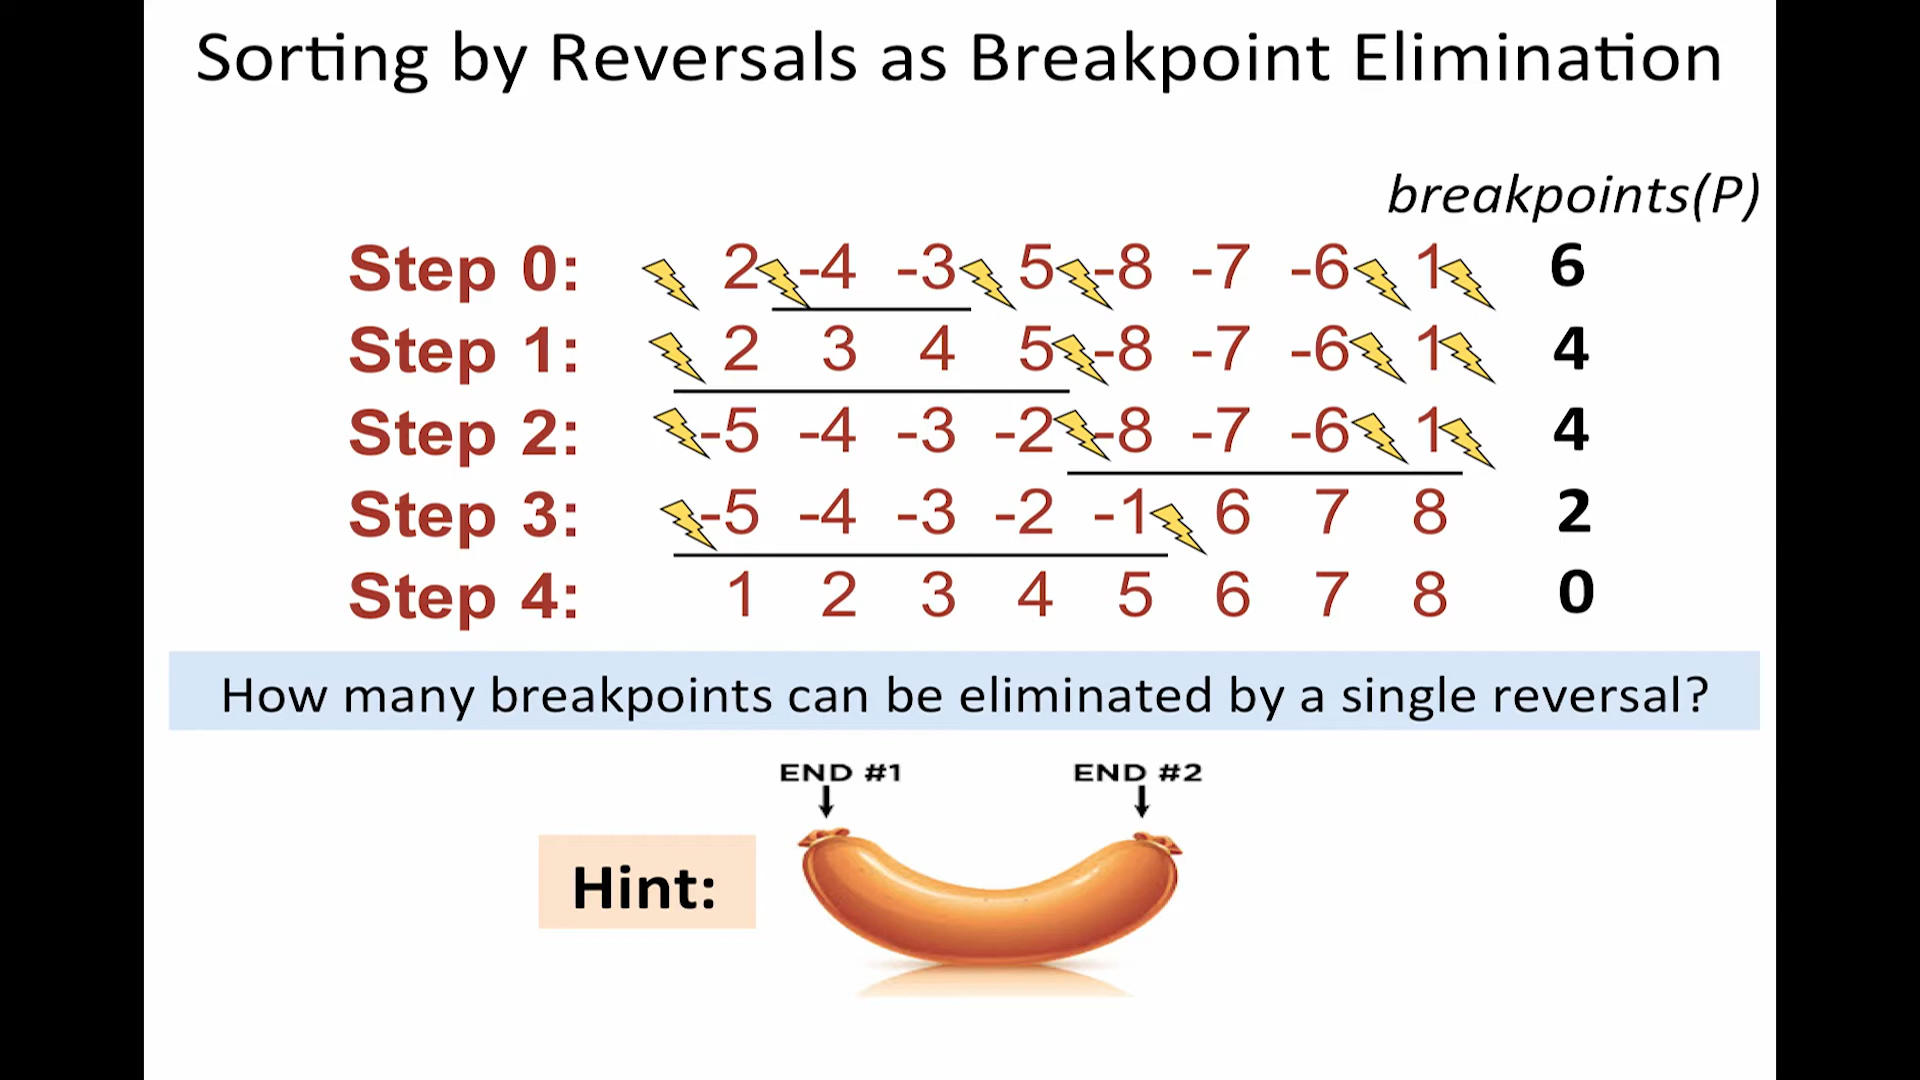 Sorting by Reversals as Breakpoint Elimination
breakpoints(P)
Step 0: 2 -4 -3 5 -8 -7 -6 1 6
Step 1: 2 3 4 5 -8 -7 -6 1 4
Step 2: -5 -4 -3 -2 -8 -7 -6 1 4
Step 3: -5 -4 -3 -2 -1 6 7 8 2
Step 4: 1 2 3 4 5 6 7 8 0
How many breakpoints can be eliminated by a single reversal?
END #1 END #2
Hint: